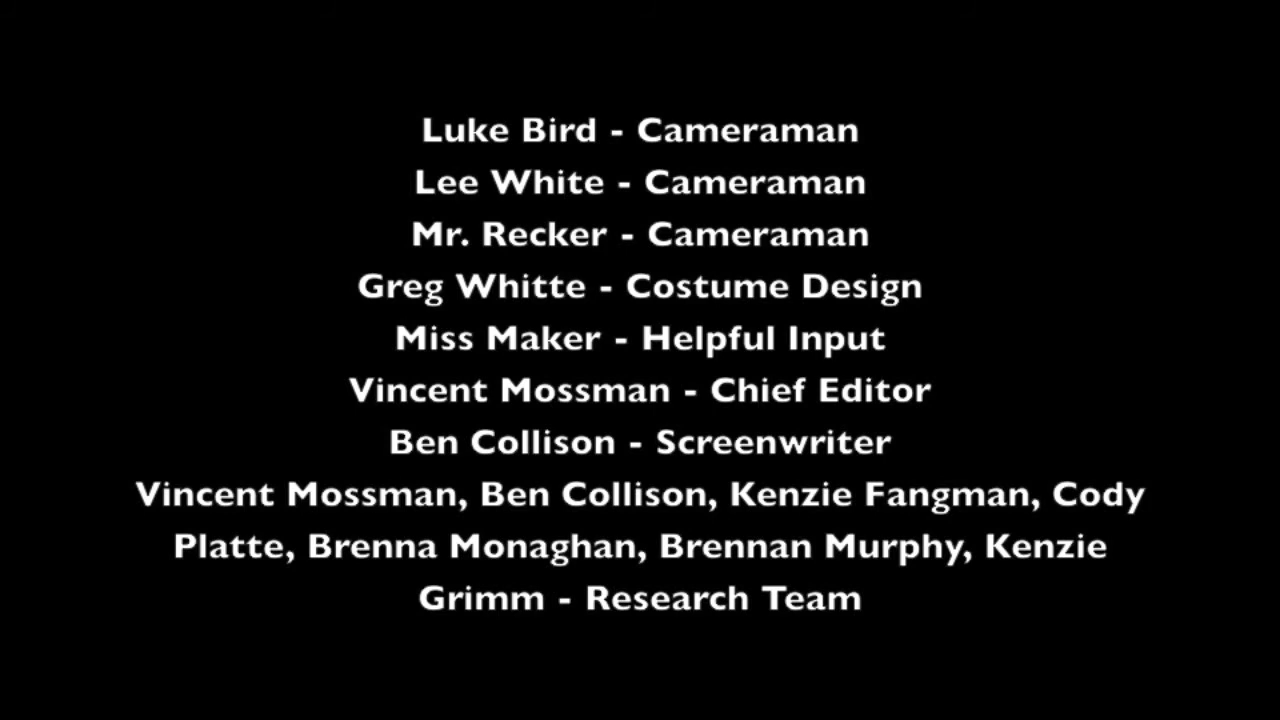 Luke Bird - Cameraman
Lee White - Cameraman
Mr. Recker - Cameraman
Greg Whitte - Costume Design
Miss Maker - Helpful Input
Vincent Mossman - Chief Editor
Ben Collison - Screenwriter
Vincent Mossman, Ben Collison, Kenzie Fangman, Cody
Platte, Brenna Monaghan, Brennan Murphy, Kenzie
Grimm - Research Team